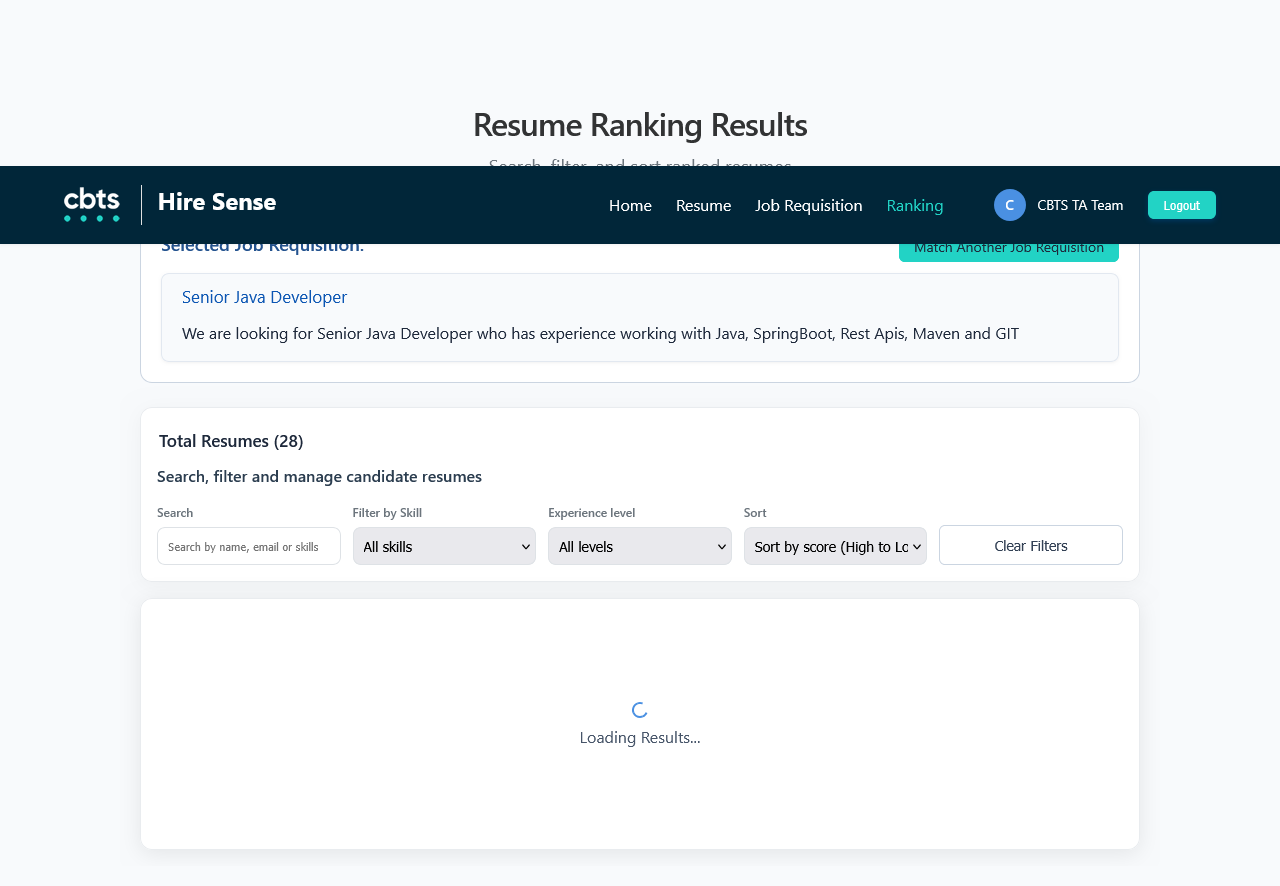 Resume Ranking Results
Search, filter, and sort ranked resumes
cbts
Hire Sense
Home
Resume
Job Requisition
Ranking
C
CBTS TA Team
Logout
Selected Job Requisition:
Match Another Job Requisition
Senior Java Developer
We are looking for Senior Java Developer who has experience working with Java, SpringBoot, Rest Apis, Maven and GIT
Total Resumes (28)
Search, filter and manage candidate resumes
Search
Filter by Skill
Experience level
Sort
Search by name, email or skills
All skills
All levels
Sort by score (High to Lo
Clear Filters
Loading Results...